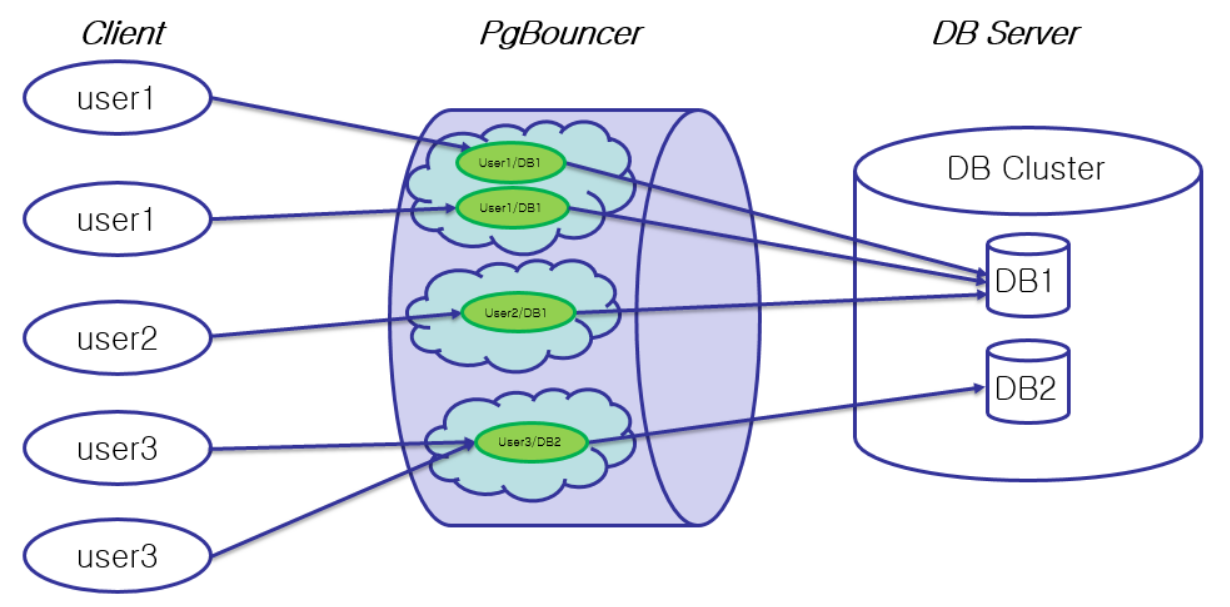 Client
PgBouncer
DB Server
user1
user1
user2
user3
user3
User1/DB1
User1/DB1
User2/DB1
User3/DB2
DB Cluster
DB1
DB2